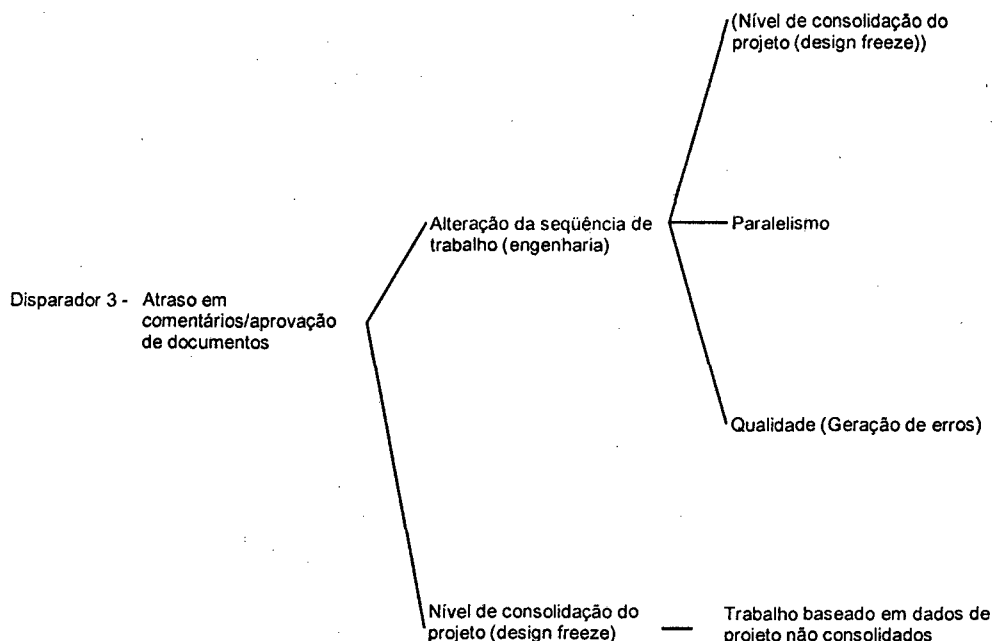 (Nível de consolidação do
projeto (design freeze))
Alteração da seqüência de
trabalho (engenharia)
Paralelismo
Disparador 3 - Atraso em
comentários/aprovação
de documentos
Qualidade (Geração de erros)
Nível de consolidação do
projeto (design freeze)
Trabalho baseado em dados de
projeto não consolidados